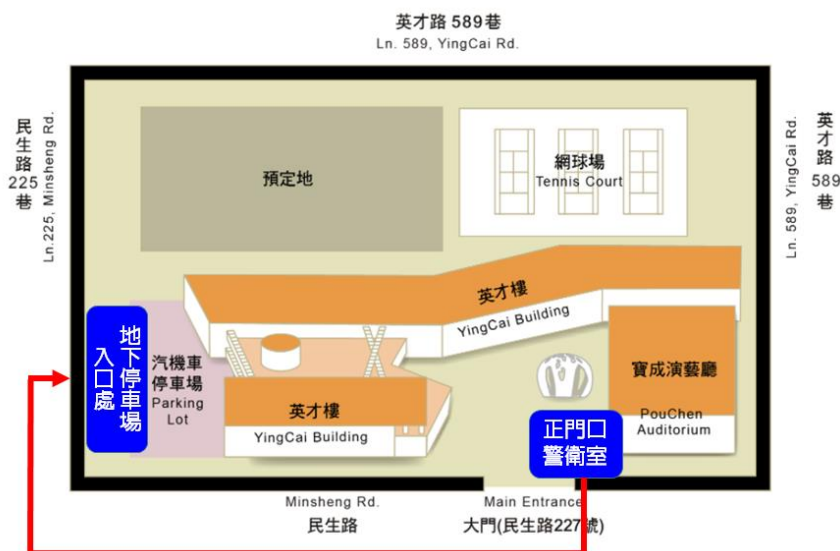 英才路 589巷
Ln. 589, YingCai Rd.
民生路225巷
Ln.225, Minsheng Rd.
英才路589巷
Ln. 589, YingCai Rd.
預定地
網球場
Tennis Court
英才樓
YingCai Building
地下停車場
入口處
汽機車
停車場
Parking
Lot
英才樓
YingCai Building
寶成演藝廳
PouChen
Auditorium
正門口
警衛室
Minsheng Rd.
民生路
Main Entrance
大門(民生路227號)